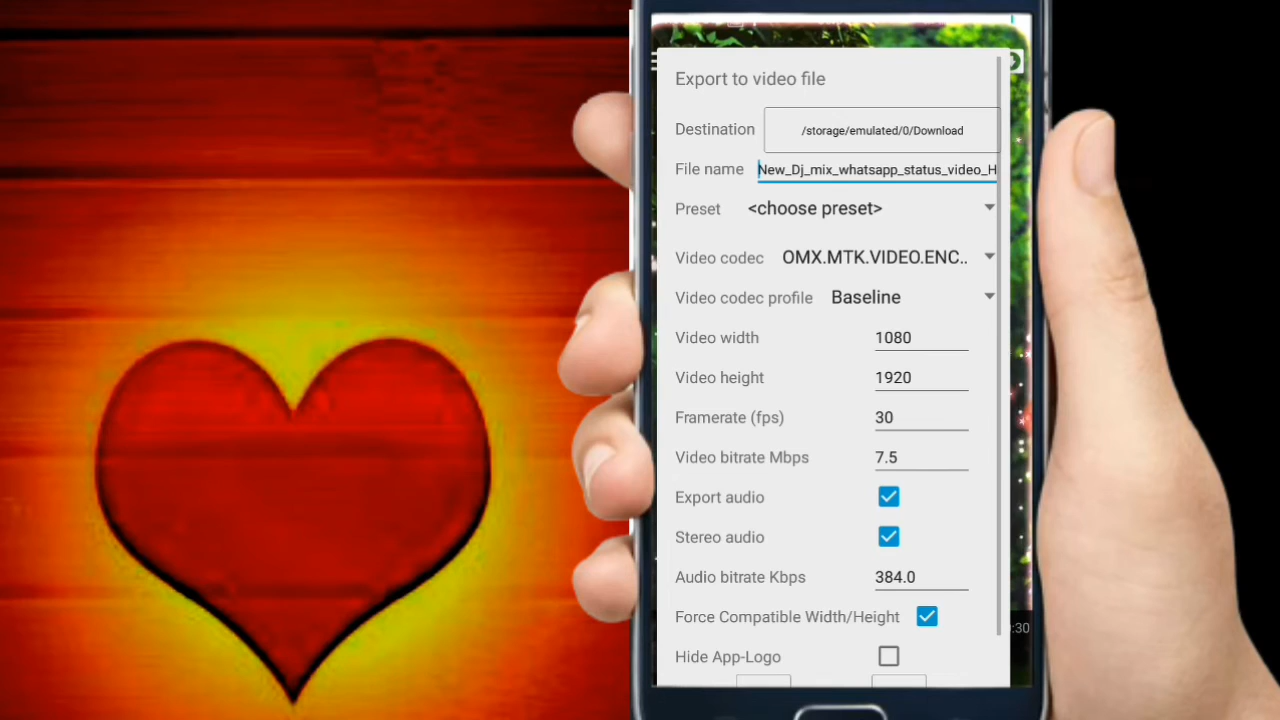 Export to video file
Destination /storage/emulated/0/Download
File name New_Dj_mix_whatsapp_status_video_H
Preset <choose preset>
Video codec OMX.MTK.VIDEO.ENC..
Video codec profile Baseline
Video width 1080
Video height 1920
Framerate (fps) 30
Video bitrate Mbps 7.5
Export audio
Stereo audio
Audio bitrate Kbps 384.0
Force Compatible Width/Height
:30
Hide App-Logo